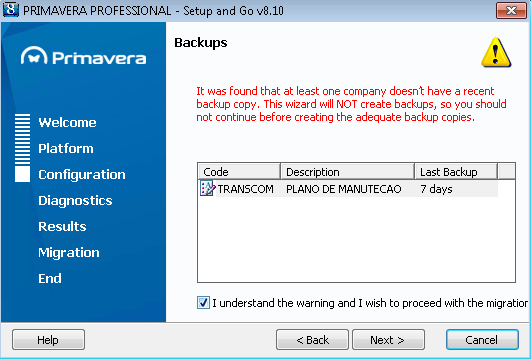 PRIMAVERA PROFESSIONAL - Setup and Go v8.10
Primavera
Welcome
Platform
Configuration
Diagnostics
Results
Migration
End
Backups
It was found that at least one company doesn't have a recent
backup copy. This wizard will NOT create backups, so you should
not continue before creating the adequate backup copies.
Code Description Last Backup
TRANSCOM PLANO DE MANUTECAO 7 days
I understand the warning and I wish to proceed with the migration
Help < Back Next > Cancel